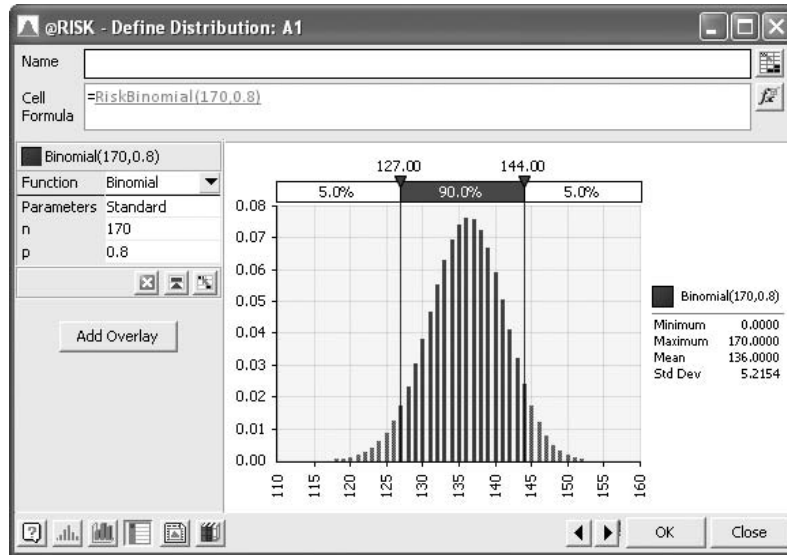 @RISK - Define Distribution: A1
Name
Cell Formula
=RiskBinomial(170,0.8)
Binomial(170,0.8)
Function Binomial
Parameters Standard
n 170
p 0.8
Add Overlay
127.00 144.00
5.0% 90.0% 5.0%
0.08
0.07
0.06
0.05
0.04
0.03
0.02
0.01
0.00
110 115 120 125 130 135 140 145 150 155 160
Binomial(170,0.8)
Minimum 0.0000
Maximum 170.0000
Mean 136.0000
Std Dev 5.2154
OK Close